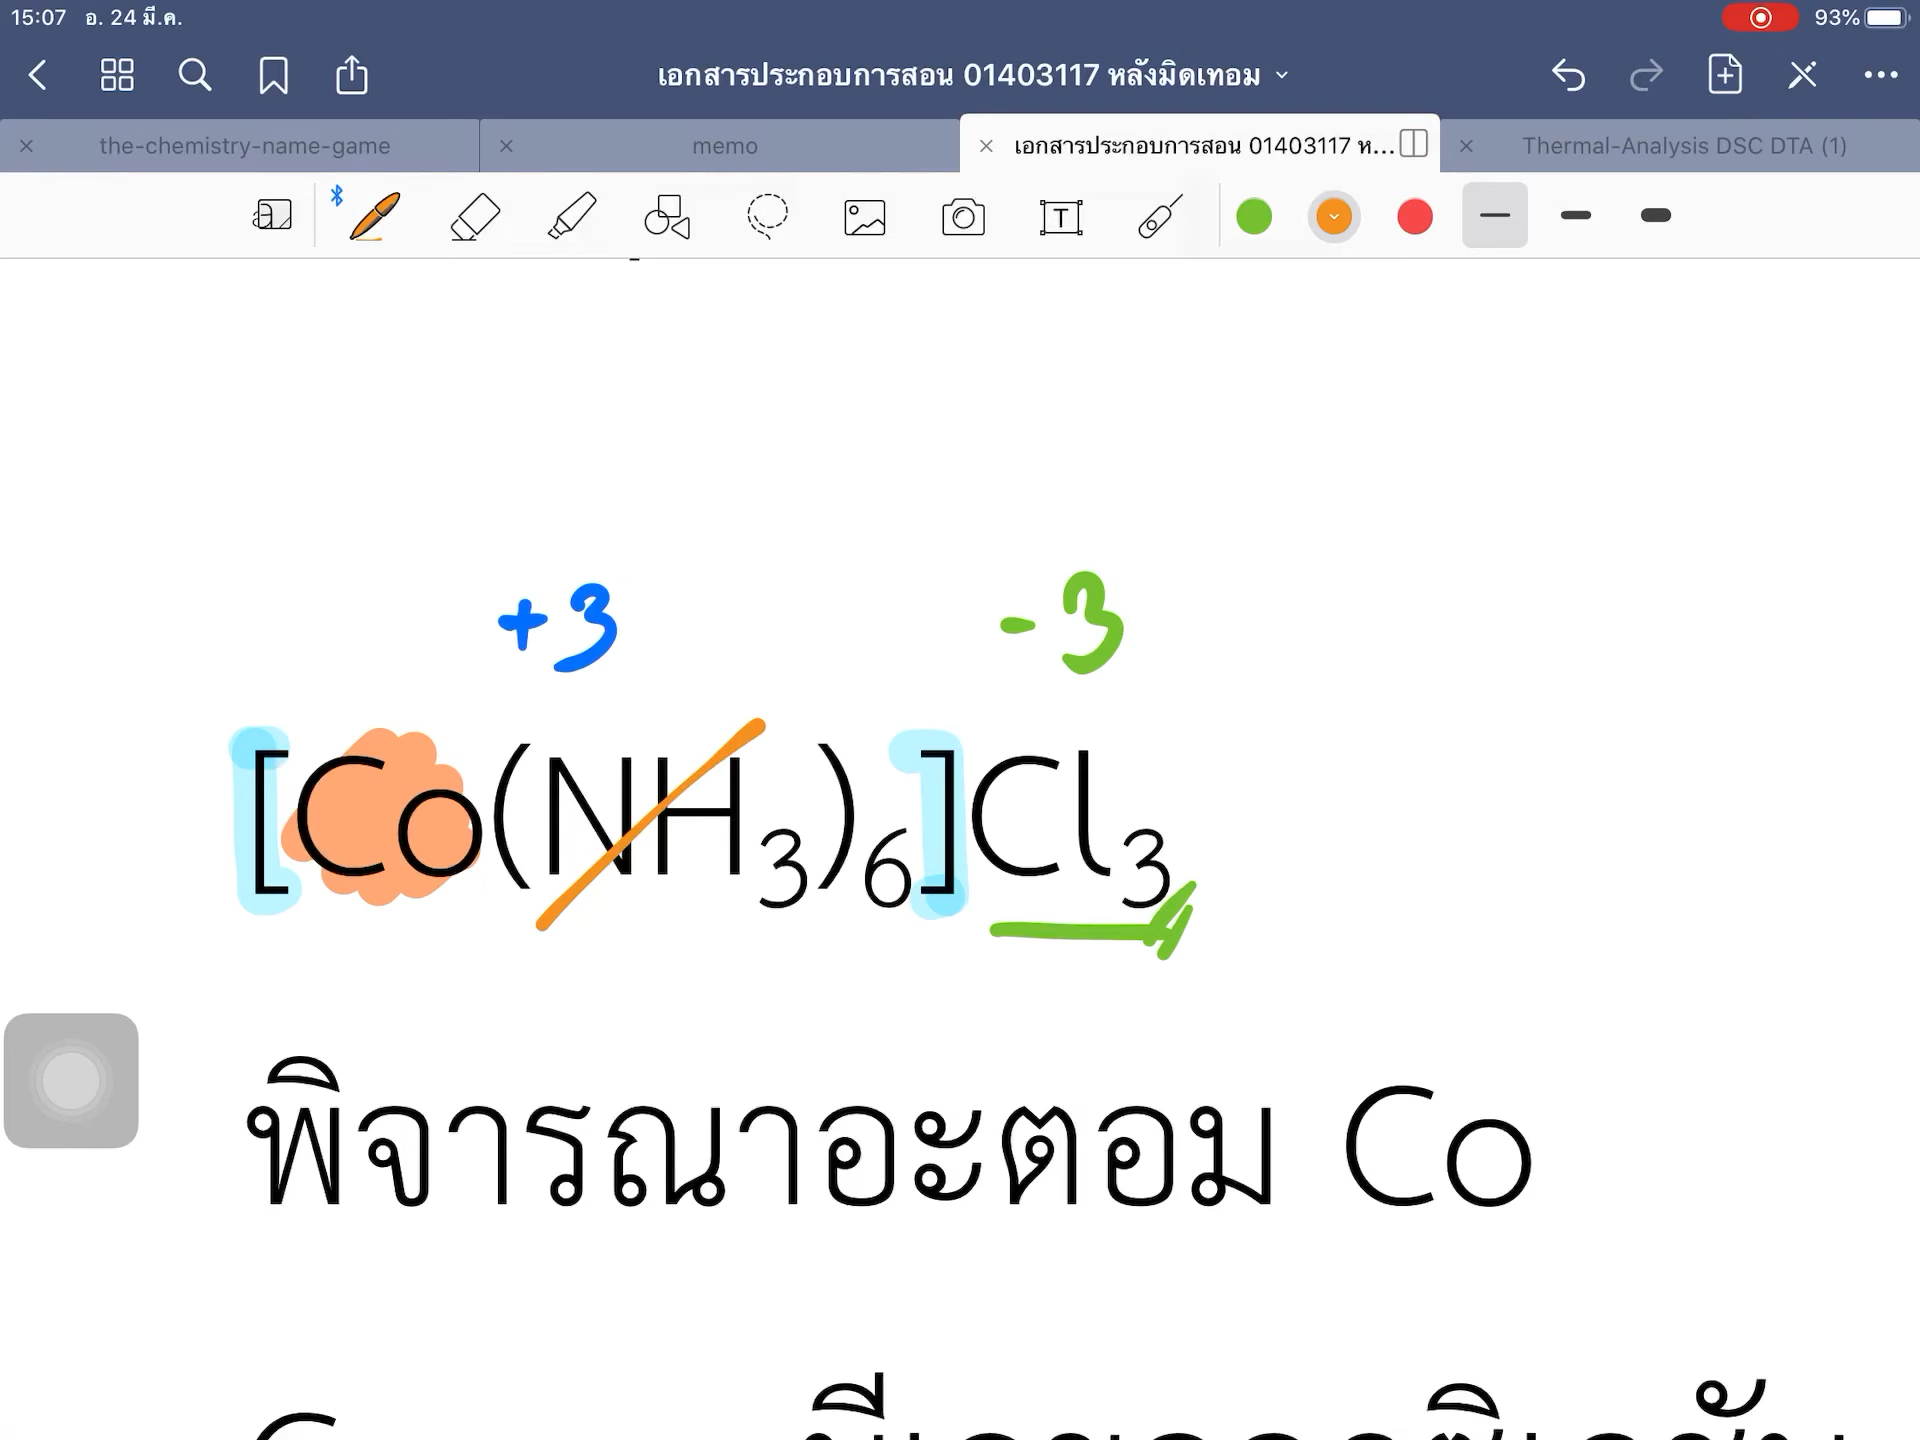 15:07 อ. 24 มี.ค. 93%
เอกสารประกอบการสอน 01403117 หลังมิดเทอม
the-chemistry-name-game
memo
เอกสารประกอบการสอน 01403117 ห...
Thermal-Analysis DSC DTA (1)
T
+3 -3
[Co(NH3)6]Cl3
พิจารณาอะตอม Co